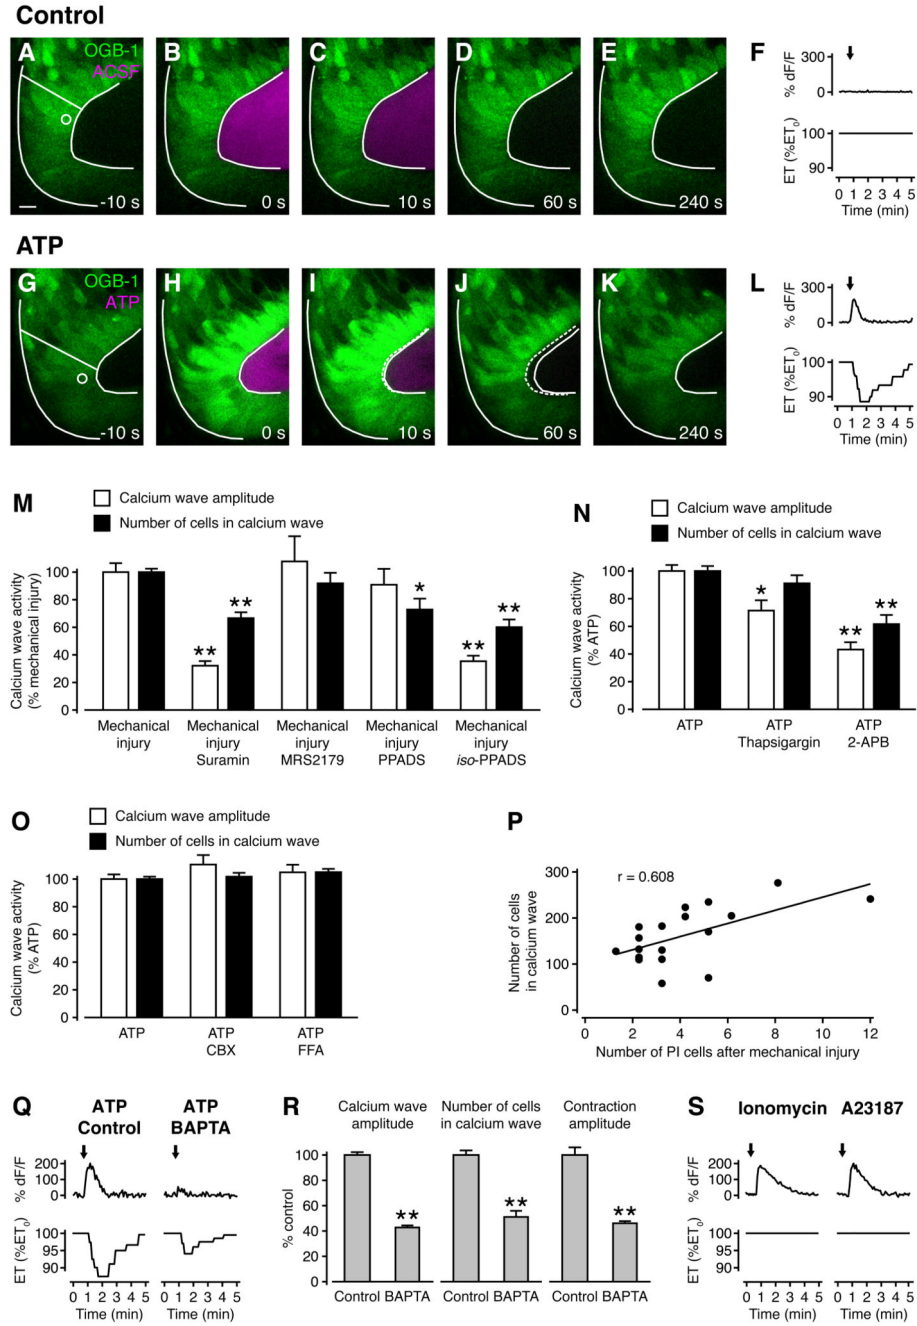 Control
A OGB-1 ACSF -10 s
B 0 s
C 10 s
D 60 s
E 240 s
F
% dF/F
300
0
ET (%ET0)
100
90
0 1 2 3 4 5
Time (min)
ATP
G OGB-1 ATP -10 s
H 0 s
I 10 s
J 60 s
K 240 s
L
% dF/F
300
0
ET (%ET0)
100
90
0 1 2 3 4 5
Time (min)
M
Calcium wave amplitude
Number of cells in calcium wave
Calcium wave activity
(% mechanical injury)
100
80
60
40
20
0
** ** * ** **
Mechanical injury
Mechanical injury Suramin
Mechanical injury MRS2179
Mechanical injury PPADS
Mechanical injury iso-PPADS
N
Calcium wave amplitude
Number of cells in calcium wave
Calcium wave activity
(% ATP)
100
80
60
40
20
0
* ** **
ATP
ATP Thapsigargin
ATP 2-APB
O
Calcium wave amplitude
Number of cells in calcium wave
Calcium wave activity
(% ATP)
100
80
60
40
20
0
ATP
ATP CBX
ATP FFA
P
r = 0.608
Number of cells
in calcium wave
300
200
100
0
0 2 4 6 8 10 12
Number of PI cells after mechanical injury
Q
ATP Control
ATP BAPTA
% dF/F
200
100
0
ET (%ET0)
100
95
90
0 1 2 3 4 5 0 1 2 3 4 5
Time (min) Time (min)
R
Calcium wave amplitude
Number of cells in calcium wave
Contraction amplitude
% control
100
80
60
40
20
0
** ** **
Control BAPTA Control BAPTA Control BAPTA
S
Ionomycin A23187
% dF/F
200
100
0
ET (%ET0)
100
95
90
0 1 2 3 4 5 0 1 2 3 4 5
Time (min) Time (min)